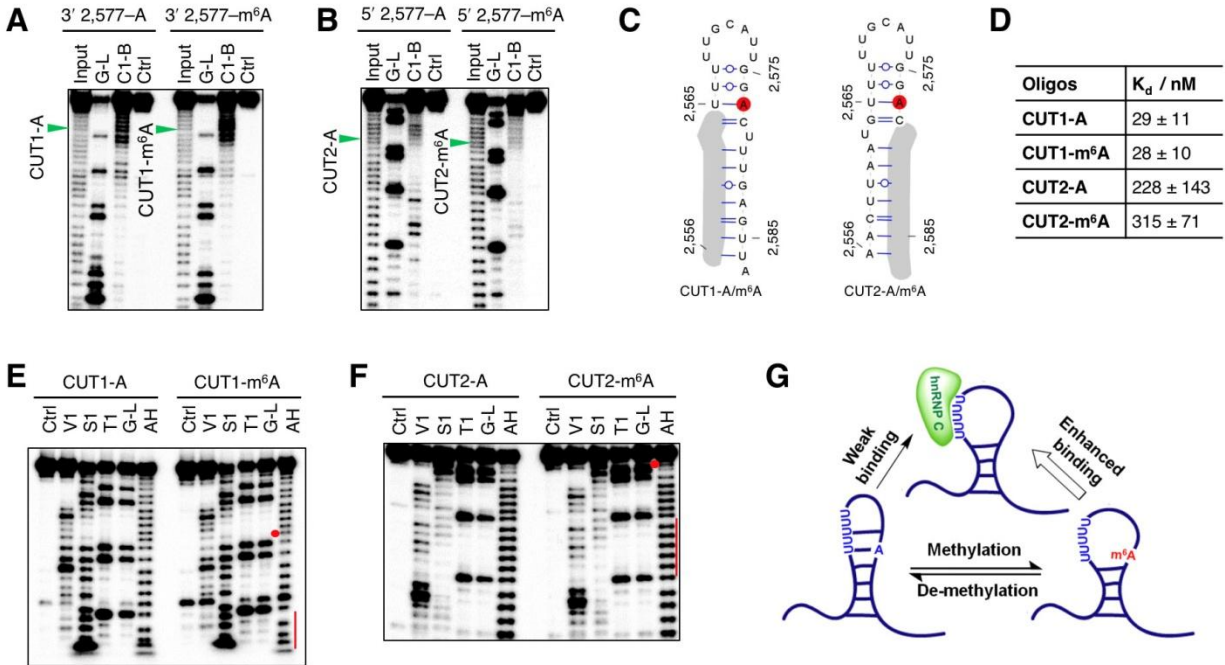 A
3′ 2,577–A
3′ 2,577–m⁶A
Input
G-L
C1-B
Ctrl
Input
G-L
C1-B
Ctrl
CUT1-A
CUT1-m⁶A
B
5′ 2,577–A
5′ 2,577–m⁶A
Input
G-L
C1-B
Ctrl
Input
G-L
C1-B
Ctrl
CUT2-A
CUT2-m⁶A
C
2,575
2,565
A
2,556
2,585
CUT1-A/m⁶A
2,575
2,565
A
2,556
2,585
CUT2-A/m⁶A
D
Oligos K_d / nM
CUT1-A 29 ± 11
CUT1-m⁶A 28 ± 10
CUT2-A 228 ± 143
CUT2-m⁶A 315 ± 71
E
CUT1-A
CUT1-m⁶A
Ctrl
V1
S1
T1
G-L
AH
Ctrl
V1
S1
T1
G-L
AH
F
CUT2-A
CUT2-m⁶A
Ctrl
V1
S1
T1
G-L
AH
Ctrl
V1
S1
T1
G-L
AH
G
hnRNP C
UUUUU
Weak
binding
Enhanced
binding
UUUUU
A
Methylation
De-methylation
UUUUU
m⁶A